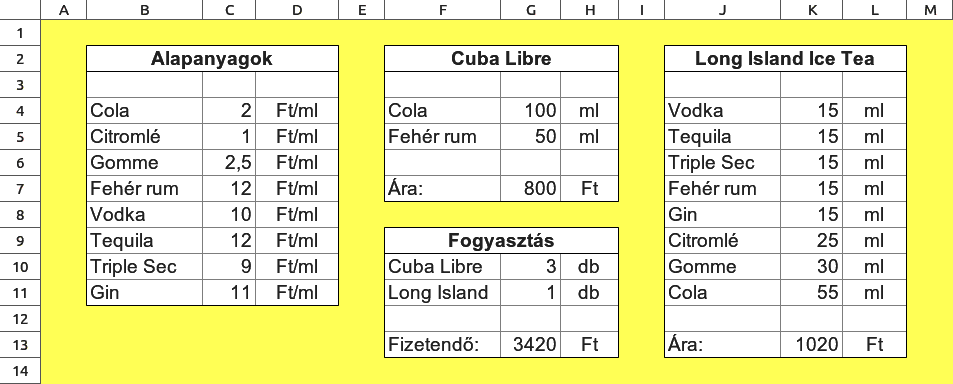 A B C D E F G H I J K L M
1
2 Alapanyagok Cuba Libre Long Island Ice Tea
3
4 Cola 2 Ft/ml Cola 100 ml Vodka 15 ml
5 Citromlé 1 Ft/ml Fehér rum 50 ml Tequila 15 ml
6 Gomme 2,5 Ft/ml Triple Sec 15 ml
7 Fehér rum 12 Ft/ml Ára: 800 Ft Fehér rum 15 ml
8 Vodka 10 Ft/ml Gin 15 ml
9 Tequila 12 Ft/ml Fogyasztás Citromlé 25 ml
10 Triple Sec 9 Ft/ml Cuba Libre 3 db Gomme 30 ml
11 Gin 11 Ft/ml Long Island 1 db Cola 55 ml
12
13 Fizetendő: 3420 Ft Ára: 1020 Ft
14